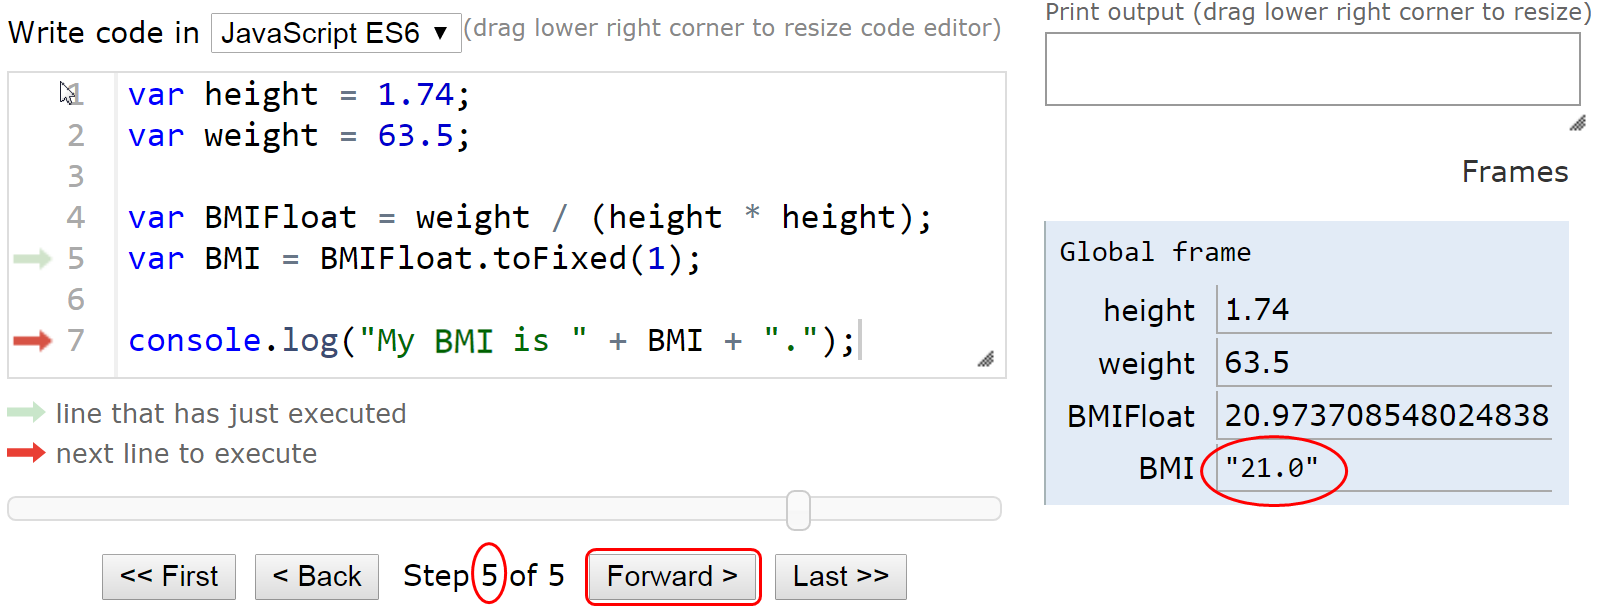 Write code in JavaScript ES6 ▼ (drag lower right corner to resize code editor)
1 var height = 1.74;
2 var weight = 63.5;
3
4 var BMIFloat = weight / (height * height);
5 var BMI = BMIFloat.toFixed(1);
6
7 console.log("My BMI is " + BMI + ".");
line that has just executed
next line to execute
<< First < Back Step 5 of 5 Forward > Last >>
Print output (drag lower right corner to resize)
Frames
Global frame
height 1.74
weight 63.5
BMIFloat 20.973708548024838
BMI "21.0"